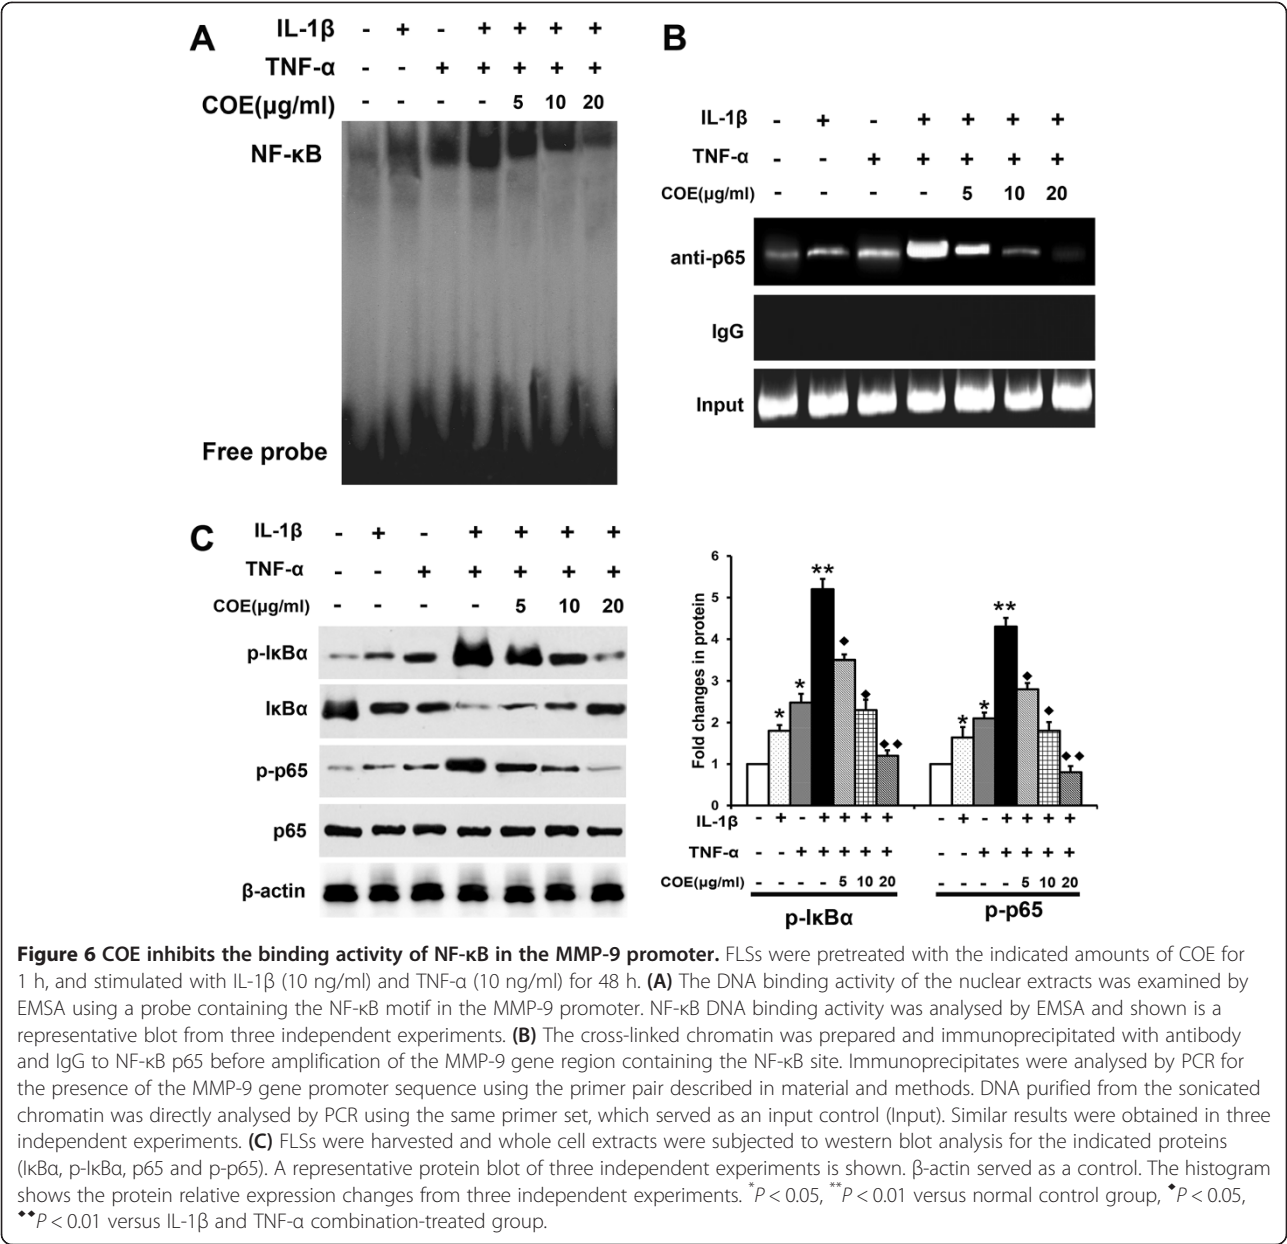 A
IL-1β - + - + + + +
TNF-α - - + + + + +
COE(μg/ml) - - - - 5 10 20
NF-κB
Free probe
B
IL-1β - + - + + + +
TNF-α - - + + + + +
COE(μg/ml) - - - - 5 10 20
anti-p65
IgG
Input
C
IL-1β - + - + + + +
TNF-α - - + + + + +
COE(μg/ml) - - - - 5 10 20
p-IκBα
IκBα
p-p65
p65
β-actin
Fold changes in protein
6
5
4
3
2
1
0
* * ** ◆ ◆ ◆◆ * * ** ◆ ◆ ◆◆
IL-1β - + - + + + + - + - + + + +
TNF-α - - + + + + + - - + + + + +
COE(μg/ml) - - - - 5 10 20 - - - - 5 10 20
p-IκBα p-p65
Figure 6 COE inhibits the binding activity of NF-κB in the MMP-9 promoter. FLSs were pretreated with the indicated amounts of COE for
1 h, and stimulated with IL-1β (10 ng/ml) and TNF-α (10 ng/ml) for 48 h. (A) The DNA binding activity of the nuclear extracts was examined by
EMSA using a probe containing the NF-κB motif in the MMP-9 promoter. NF-κB DNA binding activity was analysed by EMSA and shown is a
representative blot from three independent experiments. (B) The cross-linked chromatin was prepared and immunoprecipitated with antibody
and IgG to NF-κB p65 before amplification of the MMP-9 gene region containing the NF-κB site. Immunoprecipitates were analysed by PCR for
the presence of the MMP-9 gene promoter sequence using the primer pair described in material and methods. DNA purified from the sonicated
chromatin was directly analysed by PCR using the same primer set, which served as an input control (Input). Similar results were obtained in three
independent experiments. (C) FLSs were harvested and whole cell extracts were subjected to western blot analysis for the indicated proteins
(IκBα, p-IκBα, p65 and p-p65). A representative protein blot of three independent experiments is shown. β-actin served as a control. The histogram
shows the protein relative expression changes from three independent experiments. *P < 0.05, **P < 0.01 versus normal control group, ◆P < 0.05,
◆◆P < 0.01 versus IL-1β and TNF-α combination-treated group.